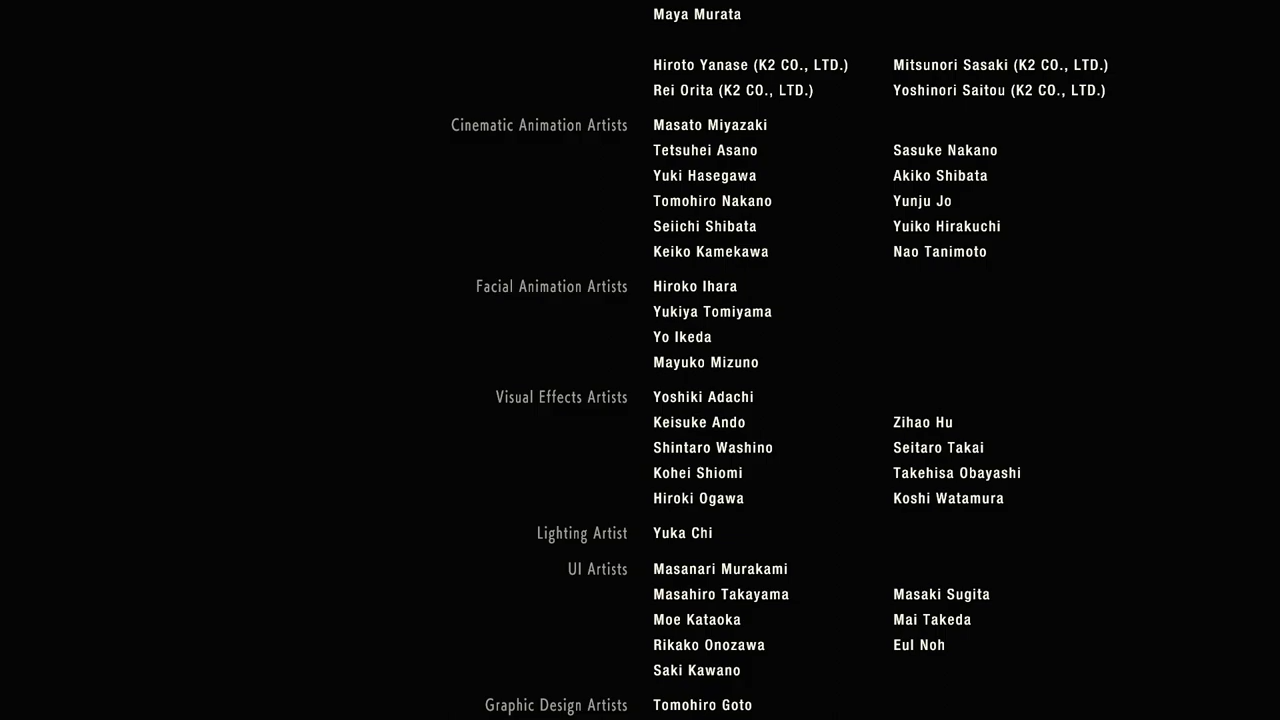 Maya Murata
Hiroto Yanase (K2 CO., LTD.) Mitsunori Sasaki (K2 CO., LTD.)
Rei Orita (K2 CO., LTD.) Yoshinori Saitou (K2 CO., LTD.)
Cinematic Animation Artists Masato Miyazaki
Tetsuhei Asano Sasuke Nakano
Yuki Hasegawa Akiko Shibata
Tomohiro Nakano Yunju Jo
Seiichi Shibata Yuiko Hirakuchi
Keiko Kamekawa Nao Tanimoto
Facial Animation Artists Hiroko Ihara
Yukiya Tomiyama
Yo Ikeda
Mayuko Mizuno
Visual Effects Artists Yoshiki Adachi
Keisuke Ando Zihao Hu
Shintaro Washino Seitaro Takai
Kohei Shiomi Takehisa Obayashi
Hiroki Ogawa Koshi Watamura
Lighting Artist Yuka Chi
UI Artists Masanari Murakami
Masahiro Takayama Masaki Sugita
Moe Kataoka Mai Takeda
Rikako Onozawa Eul Noh
Saki Kawano
Graphic Design Artists Tomohiro Goto